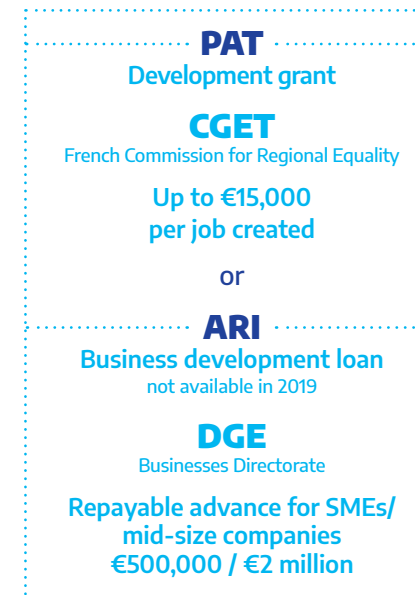 PAT
Development grant
CGET
French Commission for Regional Equality
Up to €15,000
per job created
or
ARI
Business development loan
not available in 2019
DGE
Businesses Directorate
Repayable advance for SMEs/
mid-size companies
€500,000 / €2 million